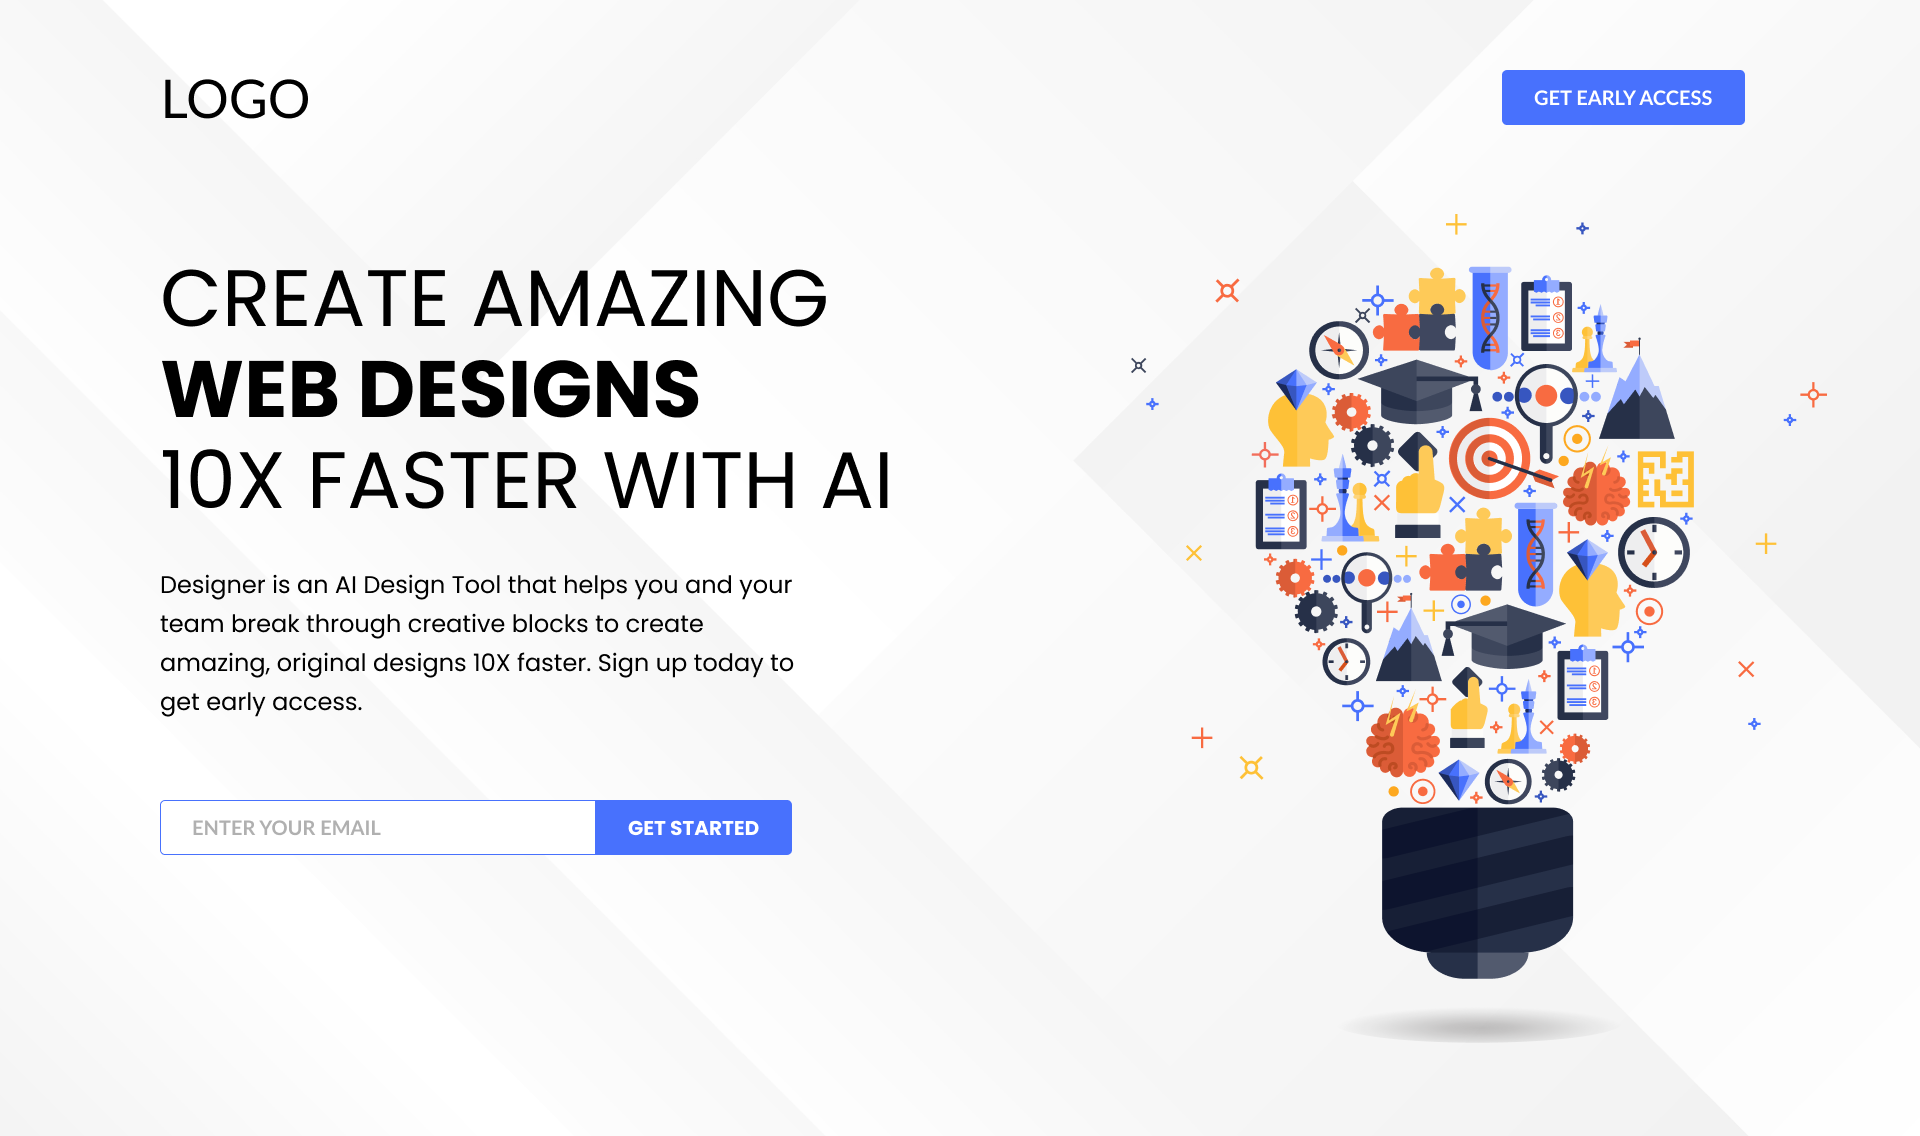 LOGO
GET EARLY ACCESS
CREATE AMAZING
WEB DESIGNS
10X FASTER WITH AI
Designer is an AI Design Tool that helps you and your
team break through creative blocks to create
amazing, original designs 10X faster. Sign up today to
get early access.
ENTER YOUR EMAIL
GET STARTED